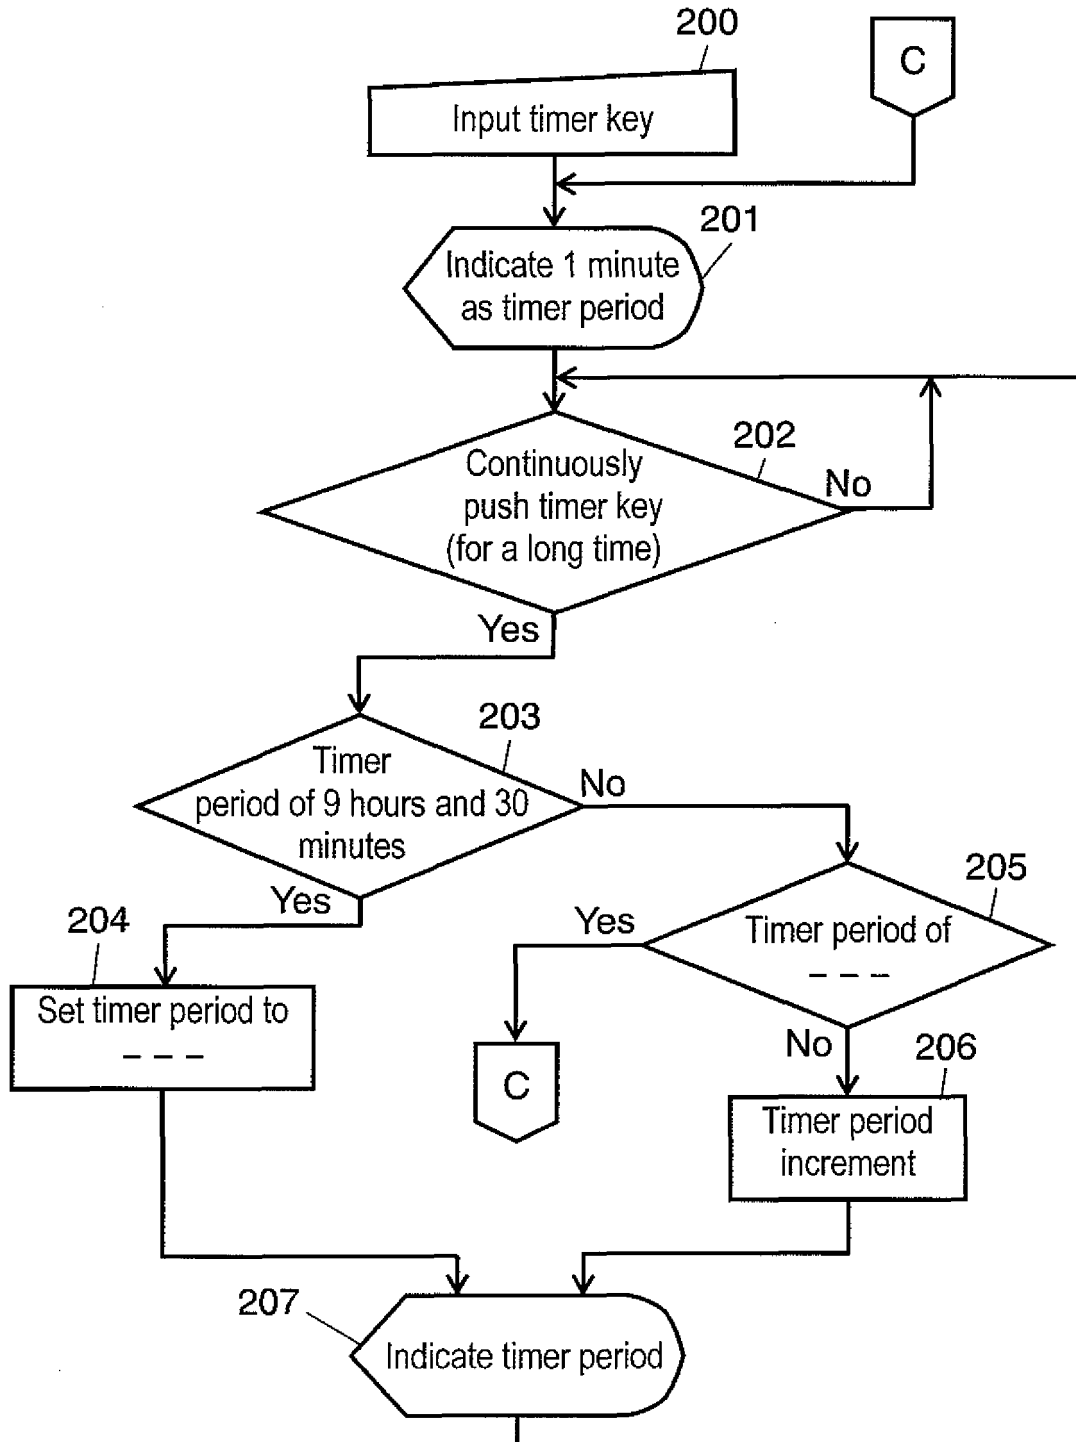 200
C
Input timer key
201
Indicate 1 minute
as timer period
202
Continuously
push timer key
(for a long time)
No
Yes
203
Timer
period of 9 hours and 30
minutes
No
Yes
204
Set timer period to
– – –
205
Yes
Timer period of
– – –
No
C
206
Timer period
increment
207
Indicate timer period